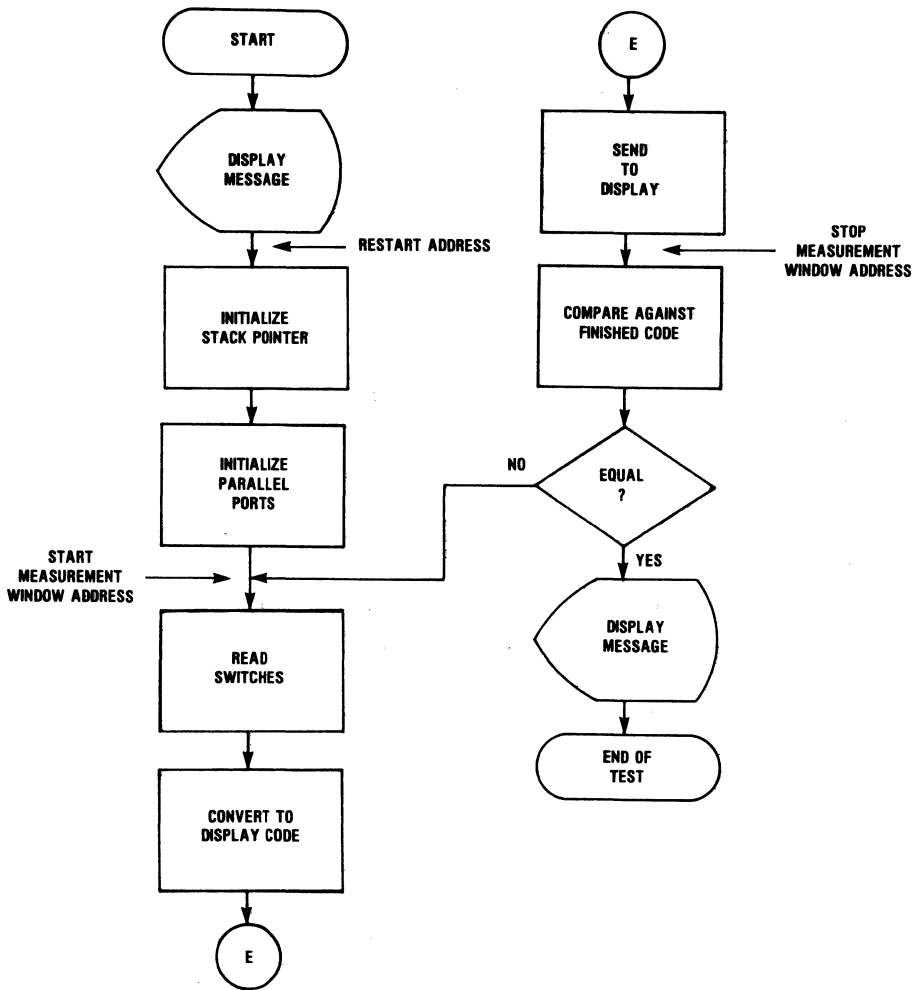 START
DISPLAY
MESSAGE
RESTART ADDRESS
INITIALIZE
STACK POINTER
INITIALIZE
PARALLEL
PORTS
START
MEASUREMENT
WINDOW ADDRESS
READ
SWITCHES
CONVERT TO
DISPLAY CODE
E
E
SEND
TO
DISPLAY
STOP
MEASUREMENT
WINDOW ADDRESS
COMPARE AGAINST
FINISHED CODE
EQUAL
?
NO
YES
DISPLAY
MESSAGE
END OF
TEST